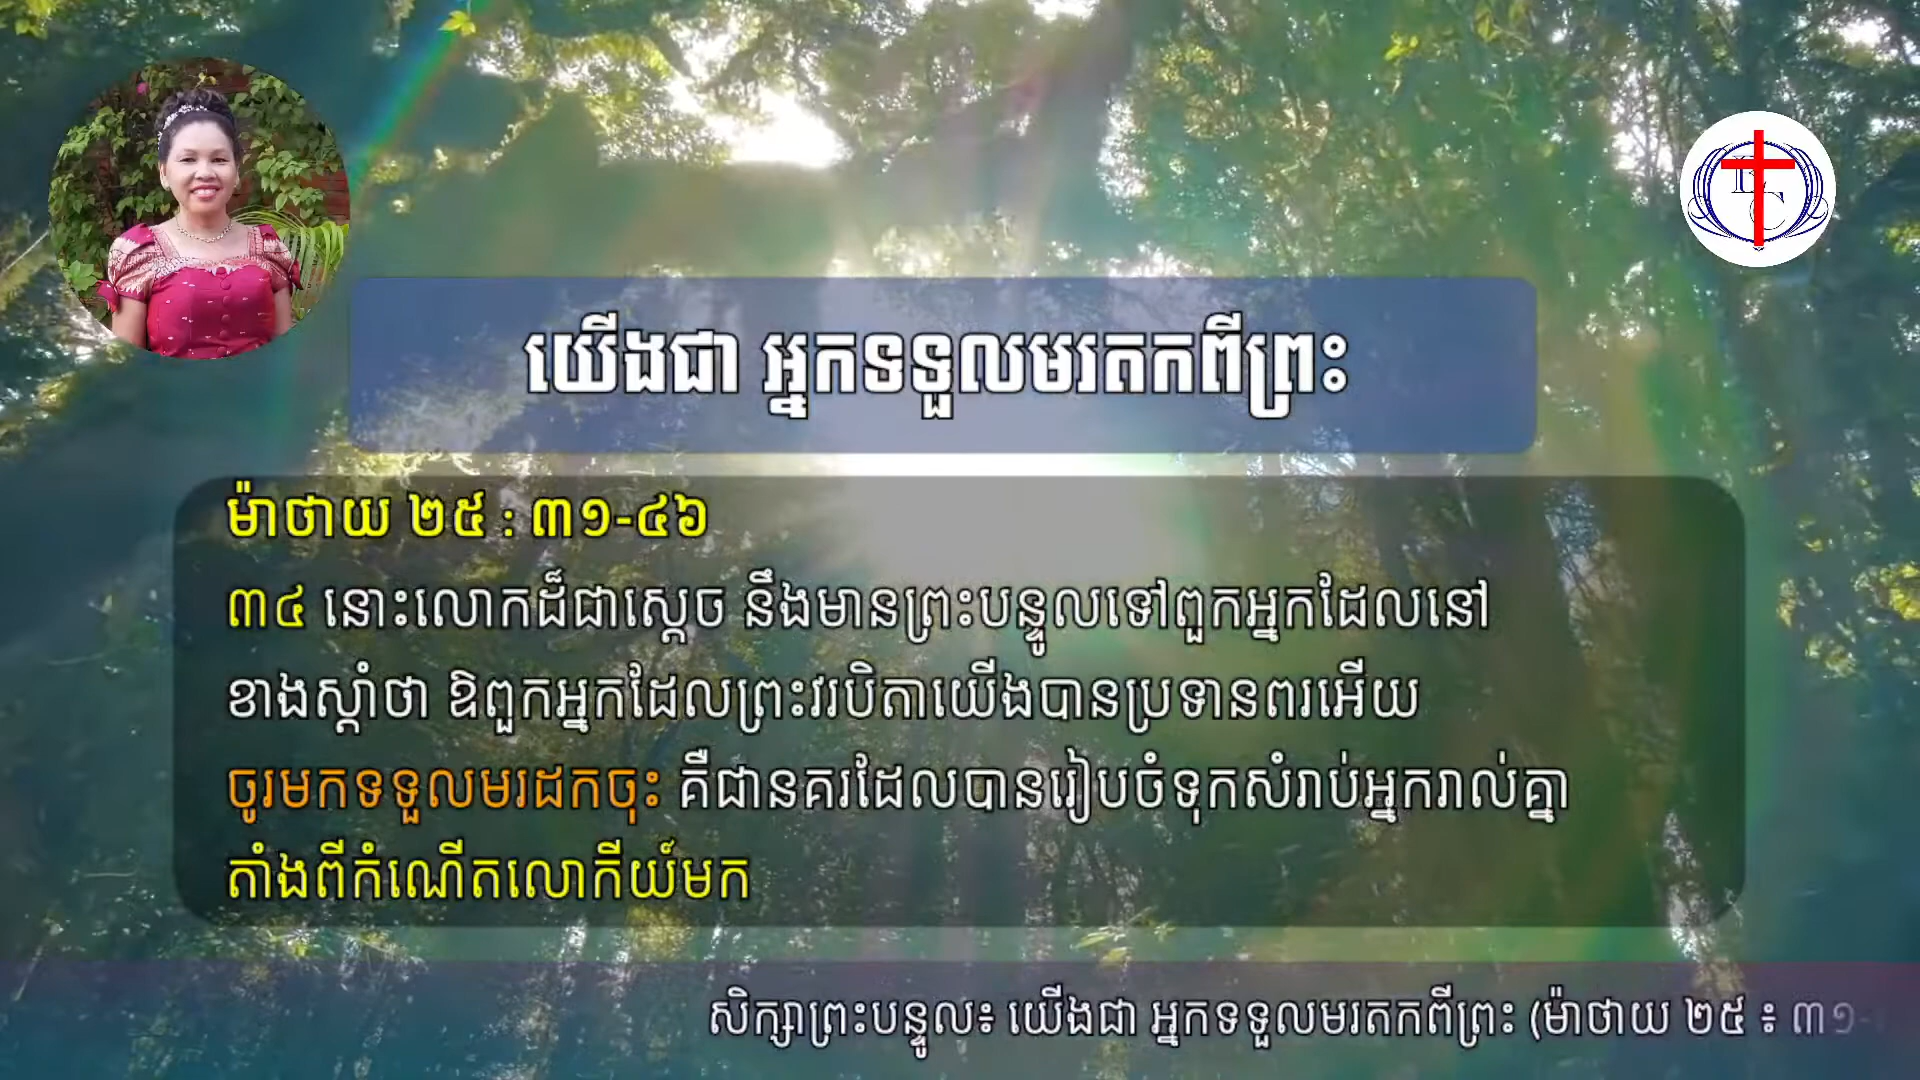 យើងជា អ្នកទទួលមរតកពីព្រះ
ម៉ាថាយ ២៥ : ៣១-៤៦
៣៤ នោះលោកដ៏ជាស្តេច នឹងមានព្រះបន្ទូលទៅពួកអ្នកដែលនៅ
ខាងស្តាំថា ឱពួកអ្នកដែលព្រះវរបិតាយើងបានប្រទានពរអើយ
ចូរមកទទួលមរដកចុះ គឺជានគរដែលបានរៀបចំទុកសំរាប់អ្នករាល់គ្នា
តាំងពីកំណើតលោកីយ៍មក
សិក្សាព្រះបន្ទូល៖ យើងជា អ្នកទទួលមរតកពីព្រះ (ម៉ាថាយ ២៥ ៖ ៣១-